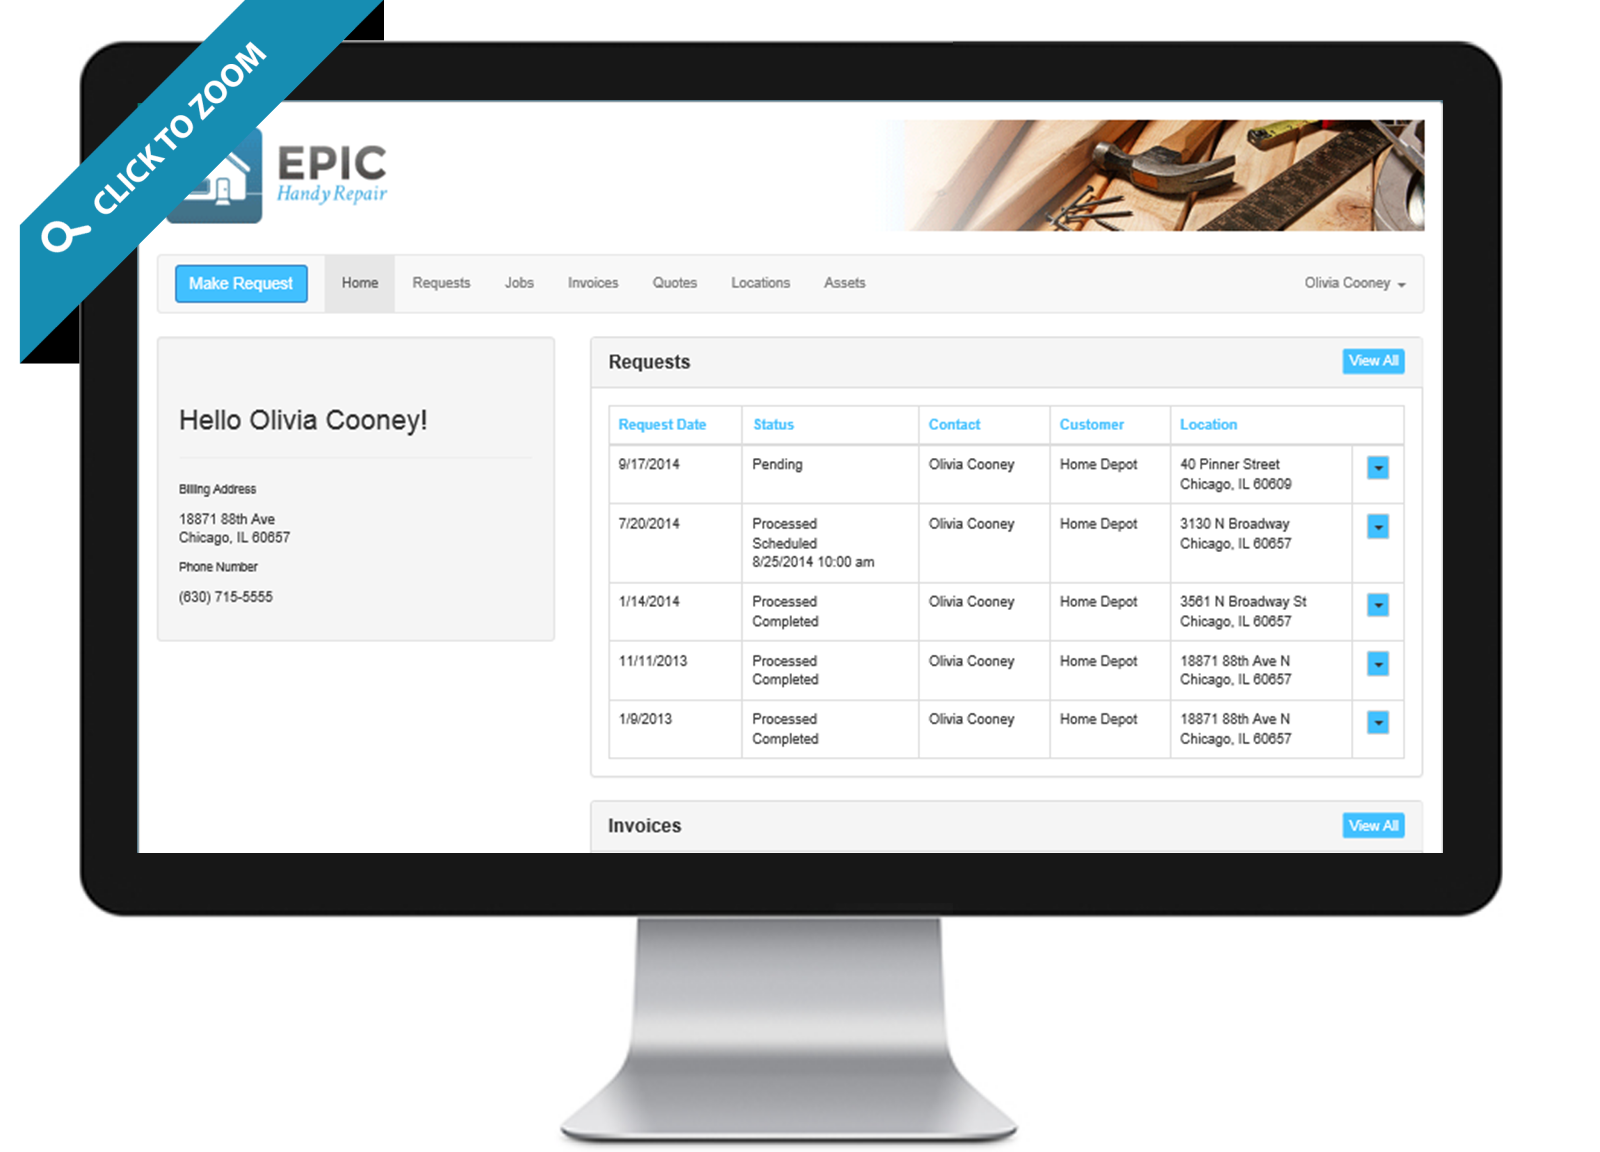 CLICK TO ZOOM
EPIC
Handy Repair
Make Request Home Requests Jobs Invoices Quotes Locations Assets Olivia Cooney
Hello Olivia Cooney!
Billing Address
18871 88th Ave
Chicago, IL 60657
Phone Number
(630) 715-5555
Requests View All
Request Date Status Contact Customer Location
9/17/2014 Pending Olivia Cooney Home Depot 40 Pinner Street
Chicago, IL 60609
7/20/2014 Processed Olivia Cooney Home Depot 3130 N Broadway
Scheduled Chicago, IL 60657
8/25/2014 10:00 am
1/14/2014 Processed Olivia Cooney Home Depot 3561 N Broadway St
Completed Chicago, IL 60657
11/11/2013 Processed Olivia Cooney Home Depot 18871 88th Ave N
Completed Chicago, IL 60657
1/9/2013 Processed Olivia Cooney Home Depot 18871 88th Ave N
Completed Chicago, IL 60657
Invoices View All